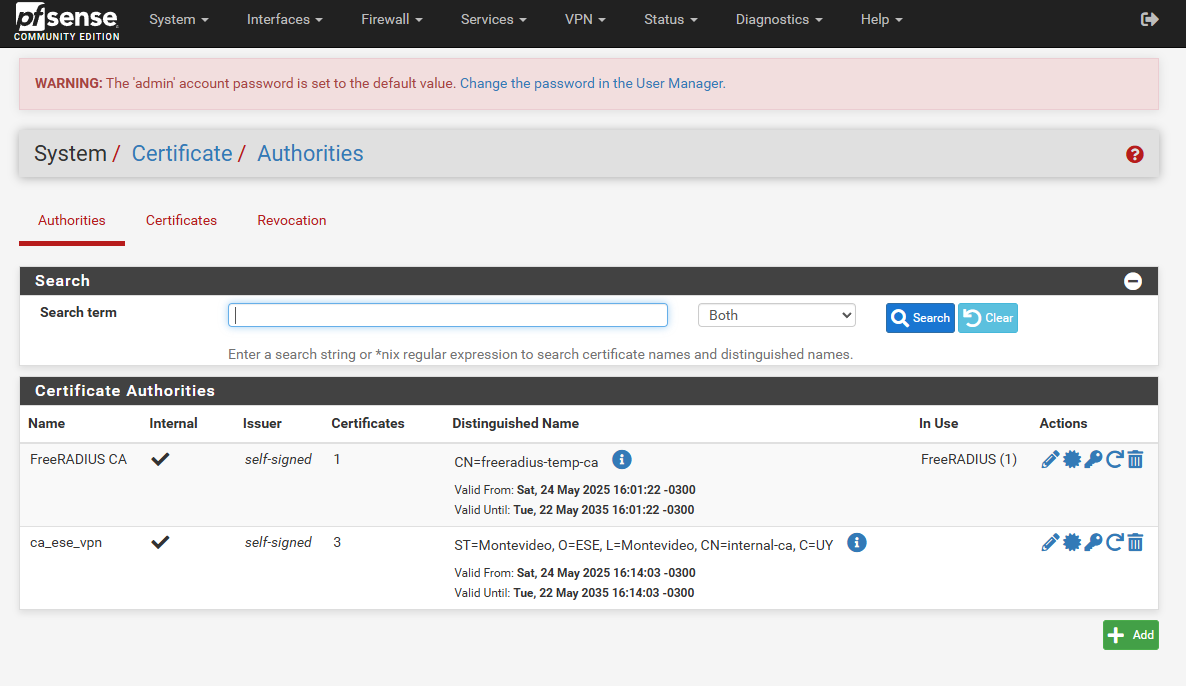 pfsense
COMMUNITY EDITION
System Interfaces Firewall Services VPN Status Diagnostics Help
WARNING: The 'admin' account password is set to the default value. Change the password in the User Manager.
System / Certificate / Authorities
Authorities Certificates Revocation
Search
Search term Both Search Clear
Enter a search string or *nix regular expression to search certificate names and distinguished names.
Certificate Authorities
Name Internal Issuer Certificates Distinguished Name In Use Actions
FreeRADIUS CA self-signed 1 CN=freeradius-temp-ca FreeRADIUS (1)
Valid From: Sat, 24 May 2025 16:01:22 -0300
Valid Until: Tue, 22 May 2035 16:01:22 -0300
ca_ese_vpn self-signed 3 ST=Montevideo, O=ESE, L=Montevideo, CN=internal-ca, C=UY
Valid From: Sat, 24 May 2025 16:14:03 -0300
Valid Until: Tue, 22 May 2035 16:14:03 -0300
Add